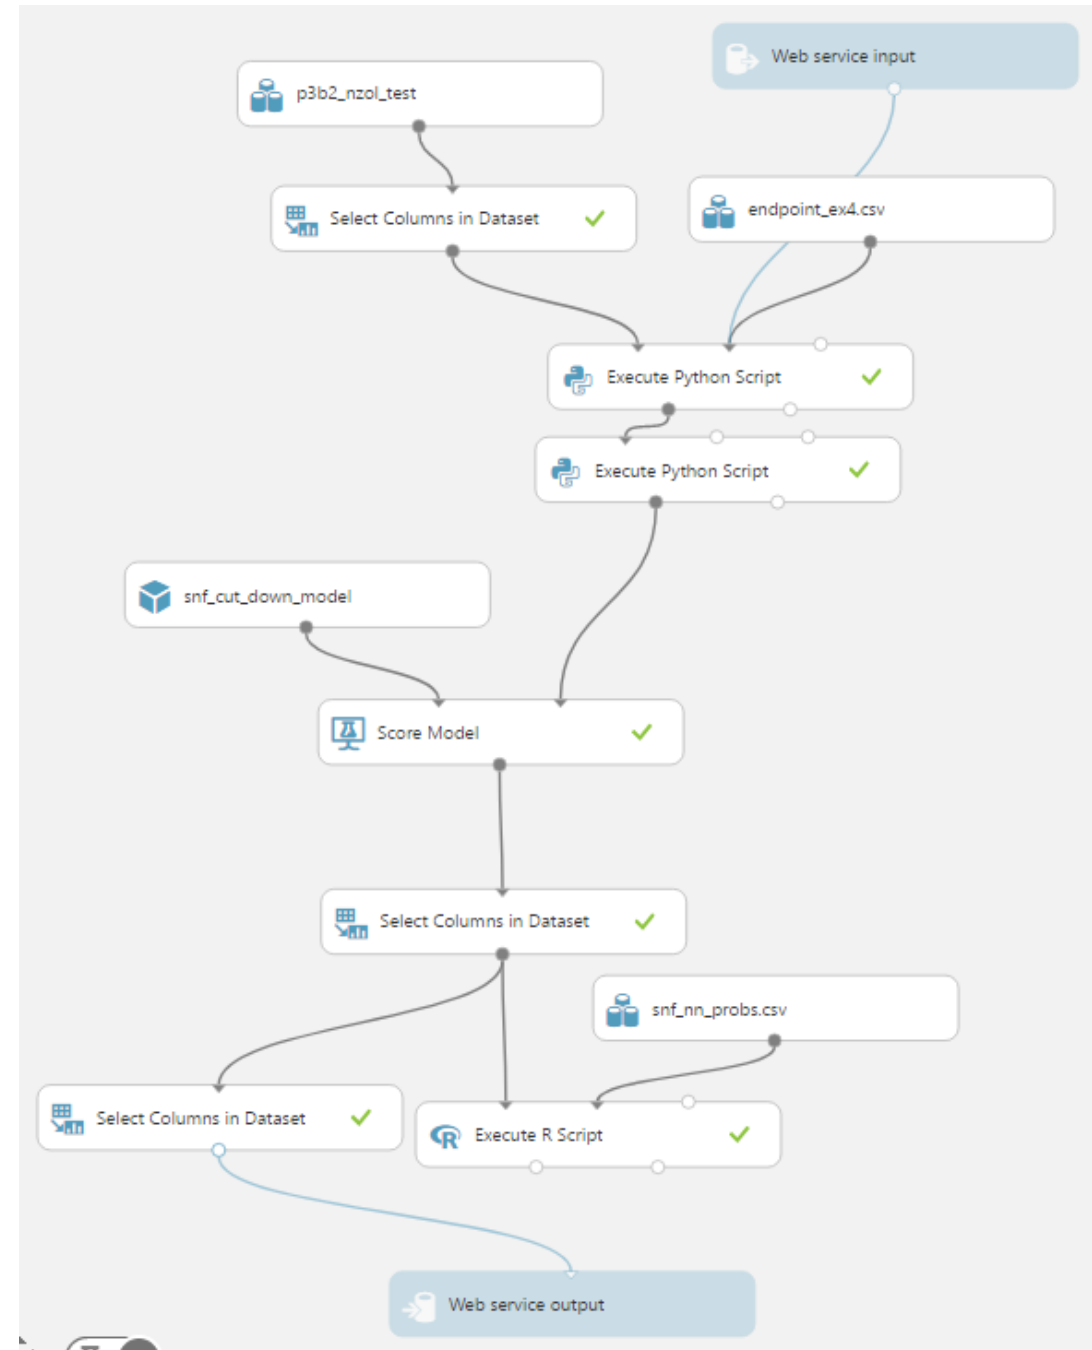 Web service input
p3b2_nzol_test
endpoint_ex4.csv
Select Columns in Dataset
Execute Python Script
Execute Python Script
snf_cut_down_model
Score Model
Select Columns in Dataset
snf_nn_probs.csv
Select Columns in Dataset
Execute R Script
Web service output